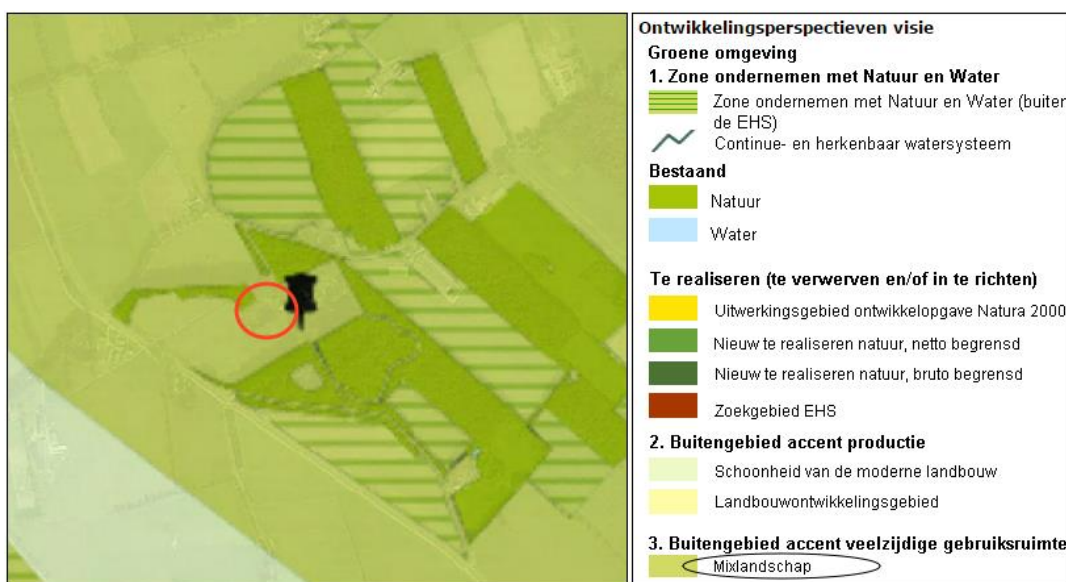 Ontwikkelingsperspectieven visie
Groene omgeving
1. Zone ondernemen met Natuur en Water
Zone ondernemen met Natuur en Water (buiten
de EHS)
Continue- en herkenbaar watersysteem
Bestaand
Natuur
Water
Te realiseren (te verwerven en/of in te richten)
Uitwerkingsgebied ontwikkelopgave Natura 2000
Nieuw te realiseren natuur, netto begrensd
Nieuw te realiseren natuur, bruto begrensd
Zoekgebied EHS
2. Buitengebied accent productie
Schoonheid van de moderne landbouw
Landbouwontwikkelingsgebied
3. Buitengebied accent veelzijdige gebruiksruimte
Mixlandschap